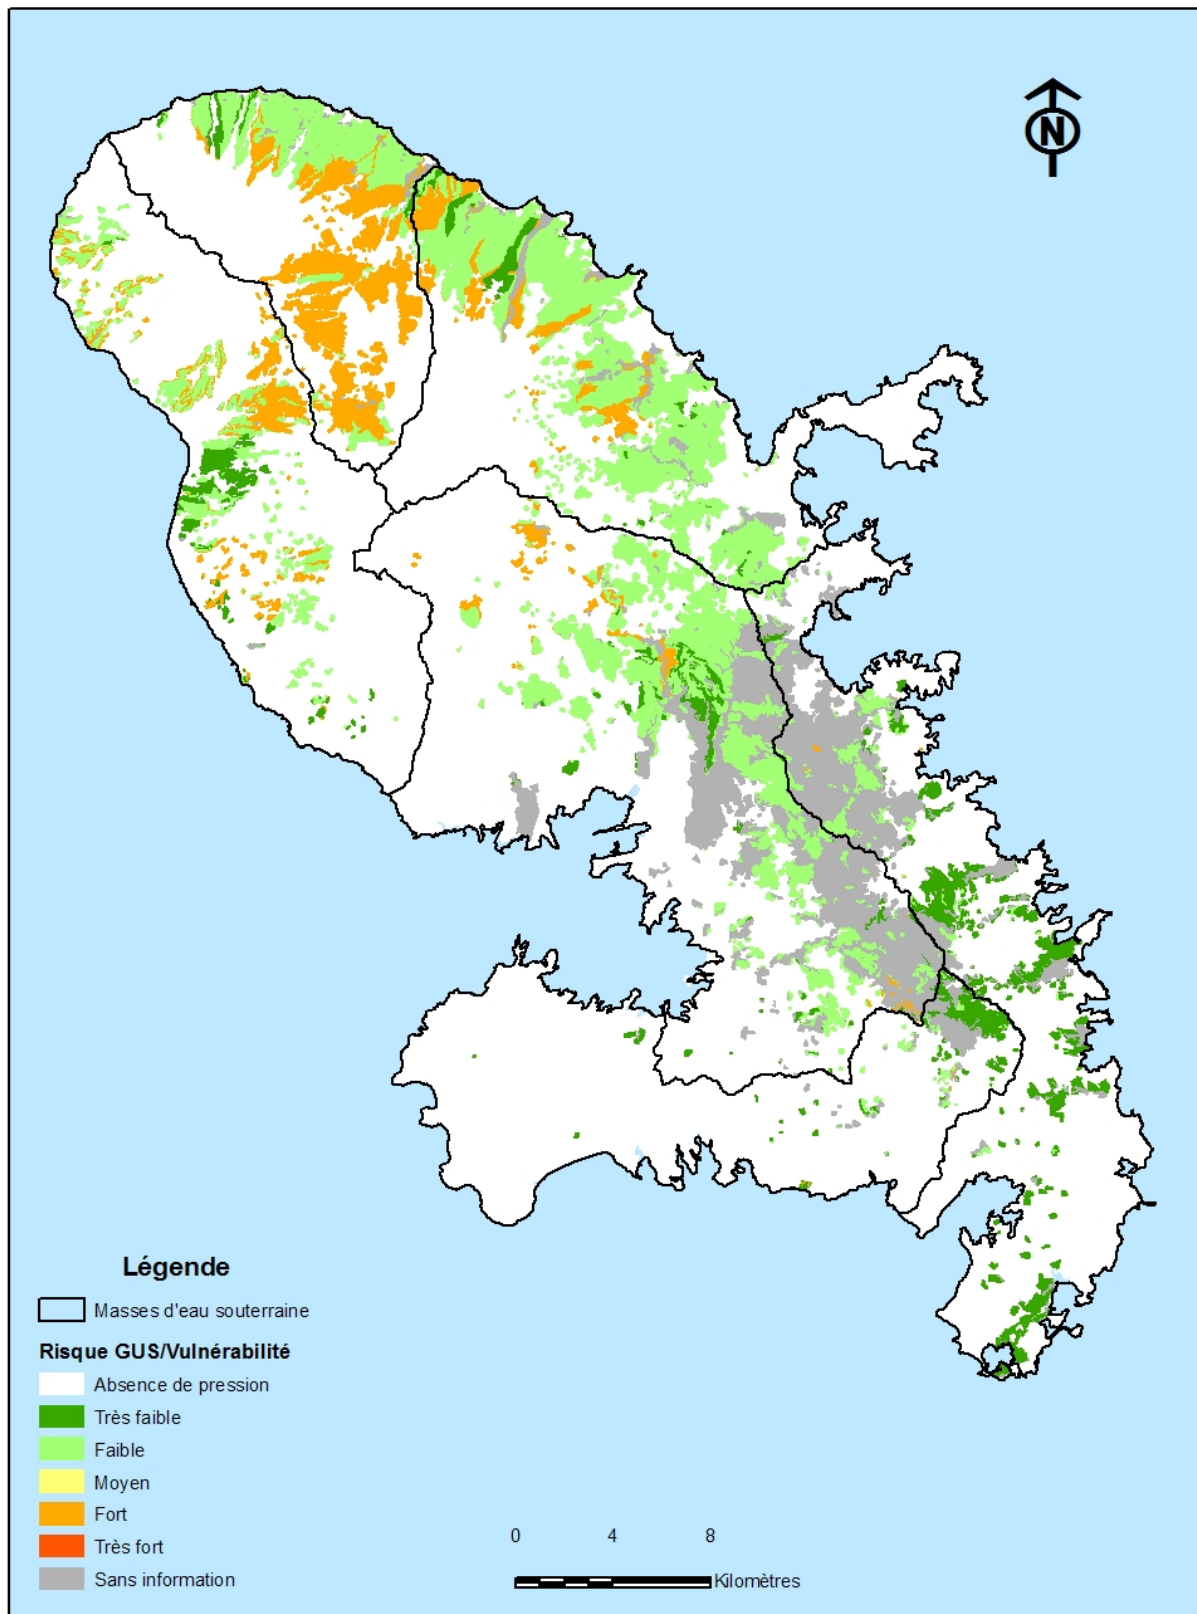 N
Légende
Masses d'eau souterraine
Risque GUS/Vulnérabilité
Absence de pression
Très faible
Faible
Moyen
Fort
Très fort
Sans information
0 4 8
Kilomètres